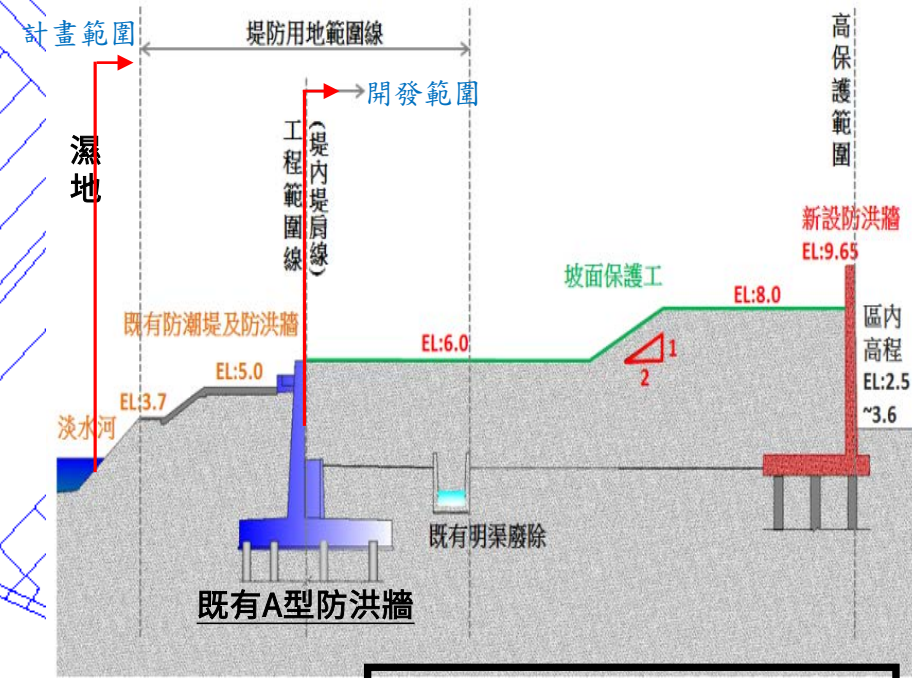 計畫範圍
堤防用地範圍線
高保護範圍
開發範圍
濕地
工程範圍線
(堤內堤肩線)
新設防洪牆
EL:9.65
坡面保護工
EL:8.0
既有防潮堤及防洪牆
EL:6.0
1
2
區內
高程
EL:2.5
~3.6
EL:5.0
EL:3.7
淡水河
既有明渠廢除
既有A型防洪牆